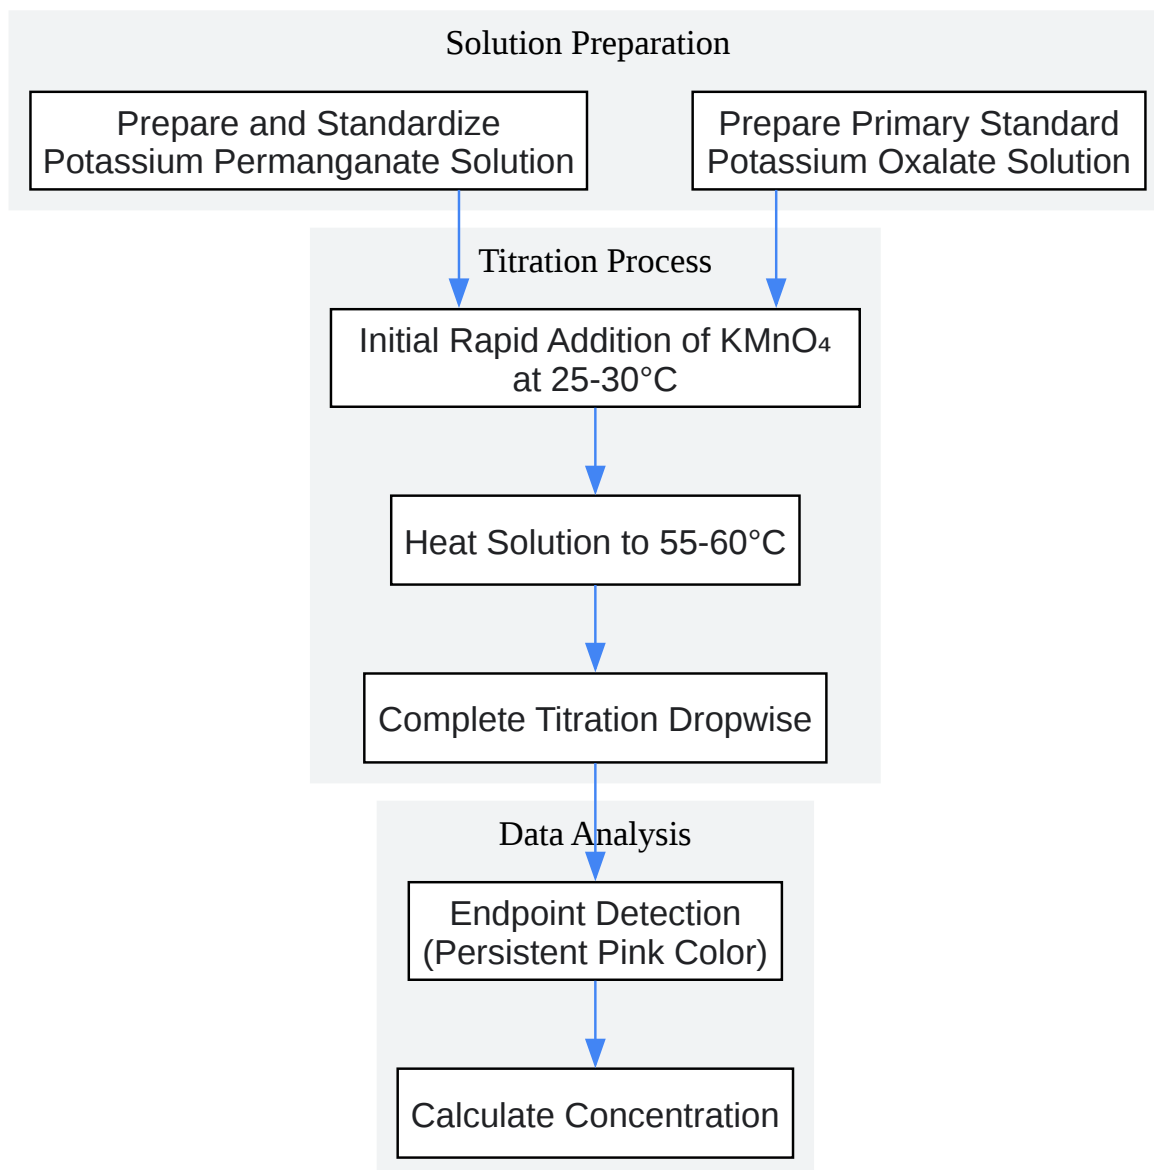 Solution Preparation
Prepare and Standardize
Potassium Permanganate Solution
Prepare Primary Standard
Potassium Oxalate Solution
Titration Process
Initial Rapid Addition of KMnO₄
at 25-30°C
Heat Solution to 55-60°C
Complete Titration Dropwise
Data Analysis
Endpoint Detection
(Persistent Pink Color)
Calculate Concentration